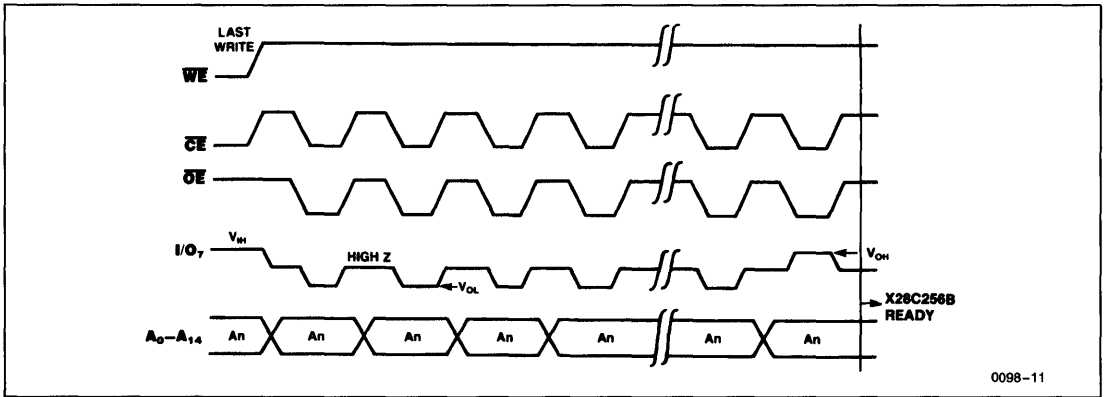 LAST
WRITE
WE
CE
OE
I/O7
VIH
HIGH Z
VOL
VOH
X28C256B
READY
A0–A14 An An An An An An An
0098–11